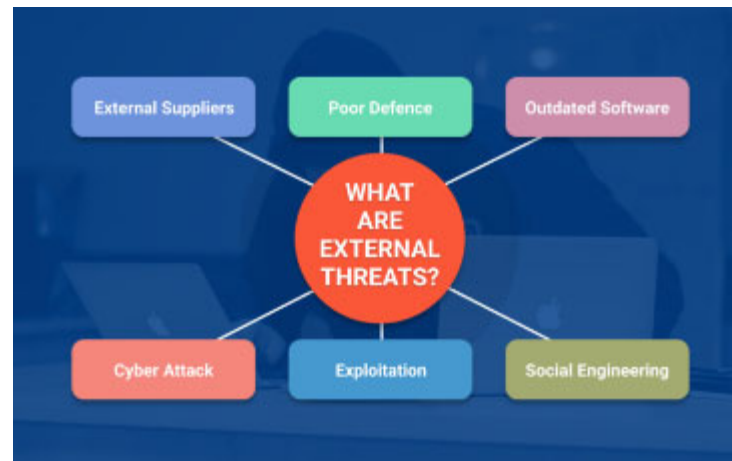 External Suppliers
Poor Defence
Outdated Software
WHAT
ARE
EXTERNAL
THREATS?
Cyber Attack
Exploitation
Social Engineering